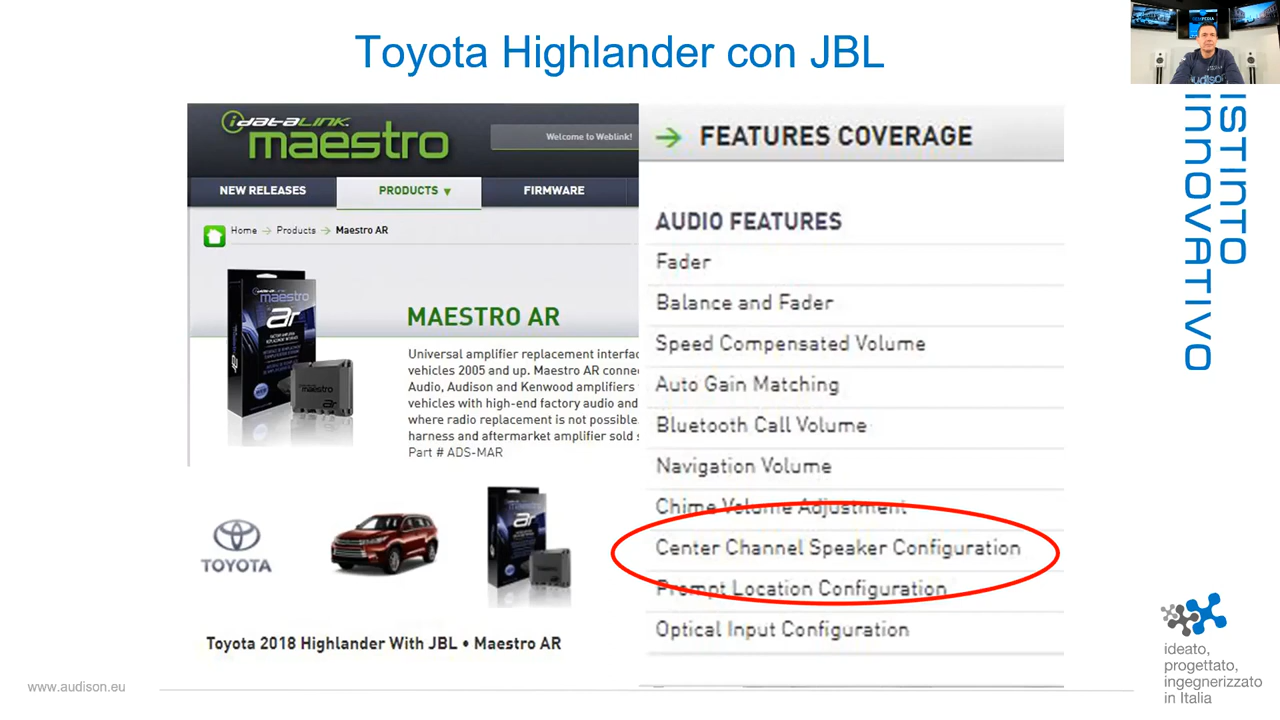 Toyota Highlander con JBL
iDataLINK
maestro
Welcome to Weblink!
NEW RELEASES
PRODUCTS ▼
FIRMWARE
Home → Products → Maestro AR
maestro
ar
MAESTRO AR
Universal amplifier replacement interfac
vehicles 2005 and up. Maestro AR conne
Audio, Audison and Kenwood amplifiers
vehicles with high-end factory audio and
where radio replacement is not possible.
harness and aftermarket amplifier sold s
Part # ADS-MAR
TOYOTA
ar
Toyota 2018 Highlander With JBL • Maestro AR
→ FEATURES COVERAGE
AUDIO FEATURES
Fader
Balance and Fader
Speed Compensated Volume
Auto Gain Matching
Bluetooth Call Volume
Navigation Volume
Chime Volume Adjustment
Center Channel Speaker Configuration
Prompt Location Configuration
Optical Input Configuration
ISTINTO
INNOVATIVO
ideato,
progettato,
ingegnerizzato
in Italia
www.audison.eu